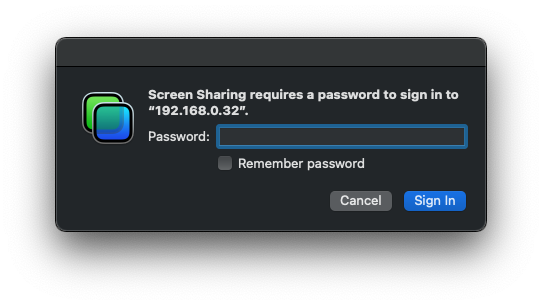 Screen Sharing requires a password to sign in to
“192.168.0.32”.
Password:
Remember password
Cancel Sign In